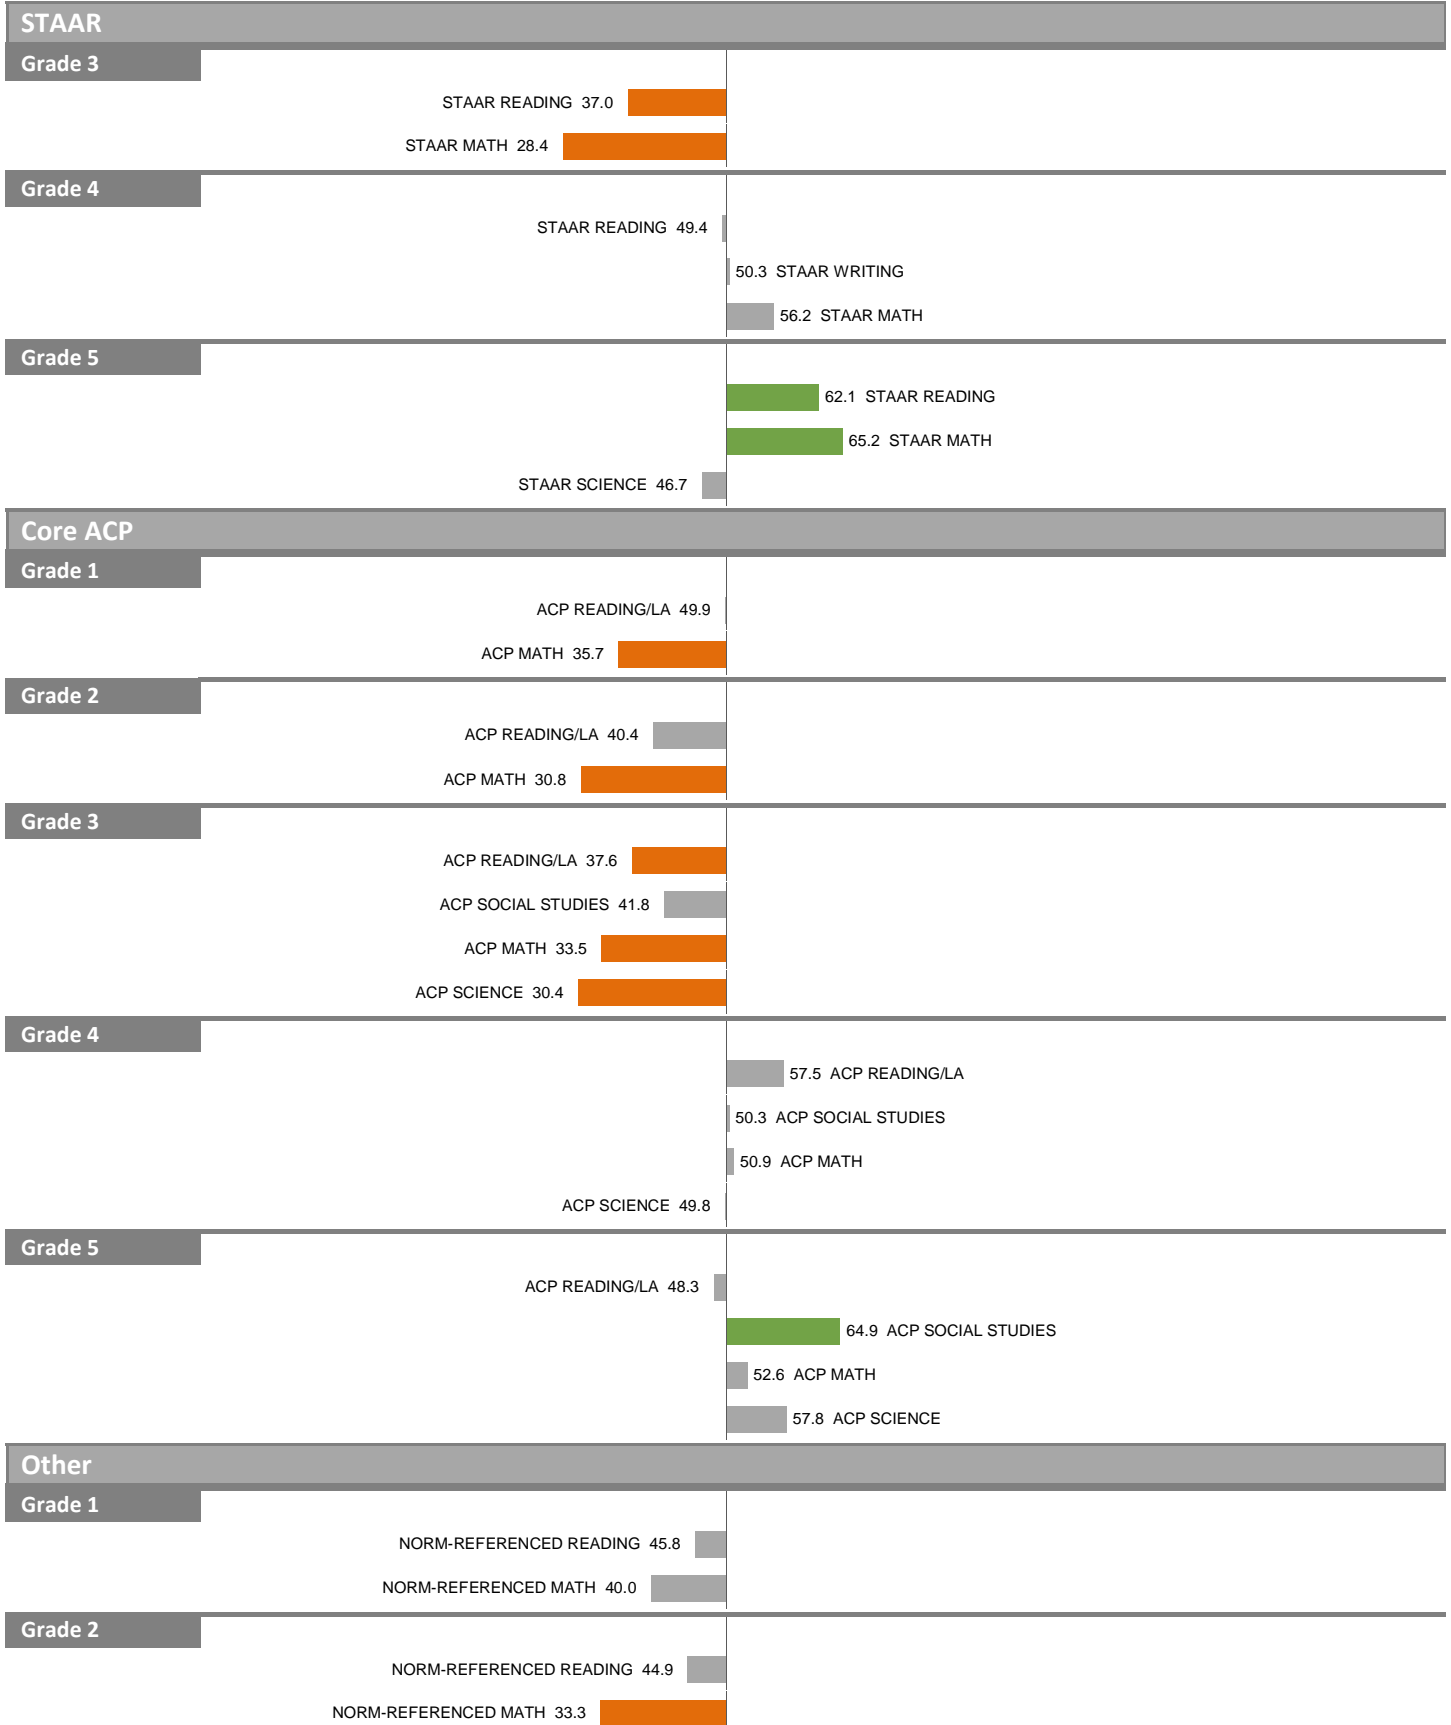 STAAR
Grade 3
STAAR READING 37.0
STAAR MATH 28.4
Grade 4
STAAR READING 49.4
50.3 STAAR WRITING
56.2 STAAR MATH
Grade 5
62.1 STAAR READING
65.2 STAAR MATH
STAAR SCIENCE 46.7
Core ACP
Grade 1
ACP READING/LA 49.9
ACP MATH 35.7
Grade 2
ACP READING/LA 40.4
ACP MATH 30.8
Grade 3
ACP READING/LA 37.6
ACP SOCIAL STUDIES 41.8
ACP MATH 33.5
ACP SCIENCE 30.4
Grade 4
57.5 ACP READING/LA
50.3 ACP SOCIAL STUDIES
50.9 ACP MATH
ACP SCIENCE 49.8
Grade 5
ACP READING/LA 48.3
64.9 ACP SOCIAL STUDIES
52.6 ACP MATH
57.8 ACP SCIENCE
Other
Grade 1
NORM-REFERENCED READING 45.8
NORM-REFERENCED MATH 40.0
Grade 2
NORM-REFERENCED READING 44.9
NORM-REFERENCED MATH 33.3